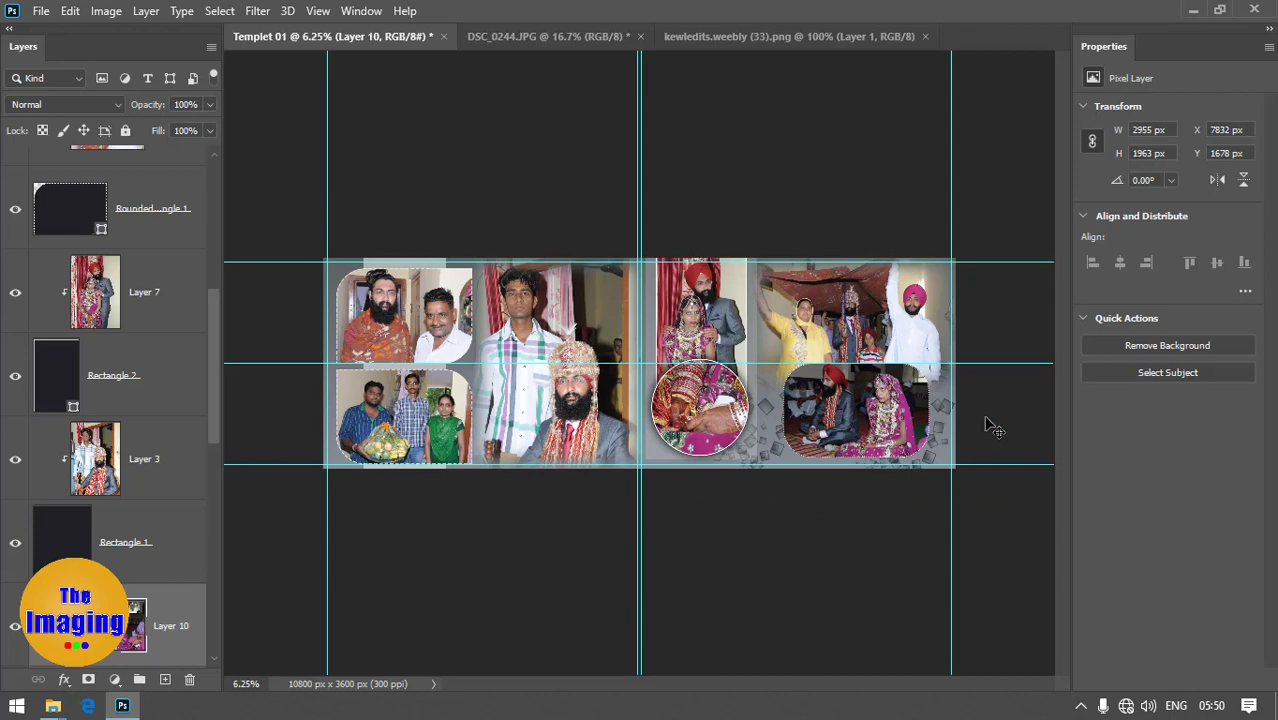 Ps File Edit Image Layer Type Select Filter 3D View Window Help
Layers
Templet 01 @ 6.25% (Layer 10, RGB/8#) *
DSC_0244.JPG @ 16.7% (RGB/8) *
kewledits.weebly (33).png @ 100% (Layer 1, RGB/8)
Properties
Kind
Pixel Layer
Normal Opacity: 100%
Transform
Lock: Fill: 100%
W 2955 px X 7832 px
H 1963 px Y 1678 px
0.00°
Rounded...ngle 1
Align and Distribute
Align:
Layer 7
Quick Actions
Remove Background
Rectangle 2
Select Subject
Layer 3
Rectangle 1
The
Imaging
Layer 10
fx
6.25% 10800 px x 3600 px (300 ppi)
Ps
ENG 05:50